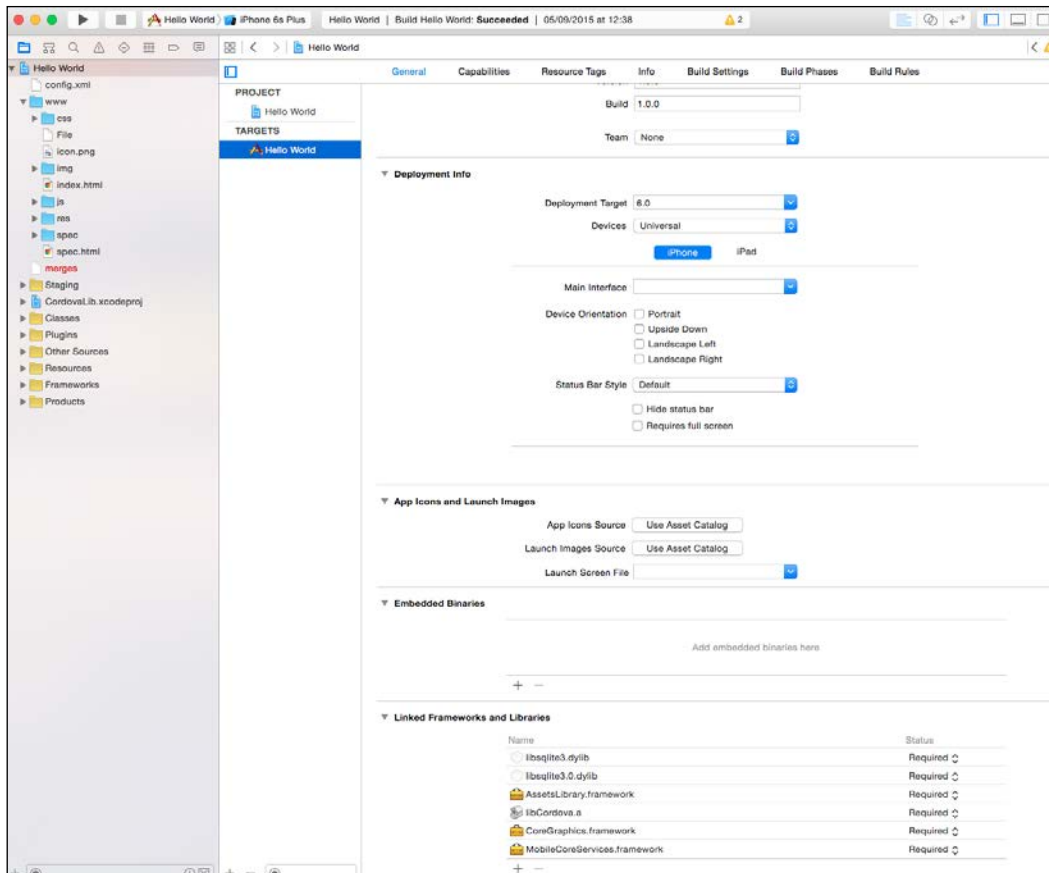 Hello World iPhone 6s Plus Hello World | Build Hello World: Succeeded | 05/09/2015 at 12:38 2
Hello World
Hello World
config.xml
www
css
File
icon.png
img
index.html
js
res
spec
spec.html
merges
Staging
CordovaLib.xcodeproj
Classes
Plugins
Other Sources
Resources
Frameworks
Products
PROJECT
Hello World
TARGETS
Hello World
General Capabilities Resource Tags Info Build Settings Build Phases Build Rules
Build 1.0.0
Team None
Deployment Info
Deployment Target 6.0
Devices Universal
iPhone iPad
Main Interface
Device Orientation Portrait
Upside Down
Landscape Left
Landscape Right
Status Bar Style Default
Hide status bar
Requires full screen
App Icons and Launch Images
App Icons Source Use Asset Catalog
Launch Images Source Use Asset Catalog
Launch Screen File
Embedded Binaries
Add embedded binaries here
Linked Frameworks and Libraries
Name Status
libsqlite3.dylib Required
libsqlite3.0.dylib Required
AssetsLibrary.framework Required
libCordova.a Required
CoreGraphics.framework Required
MobileCoreServices.framework Required